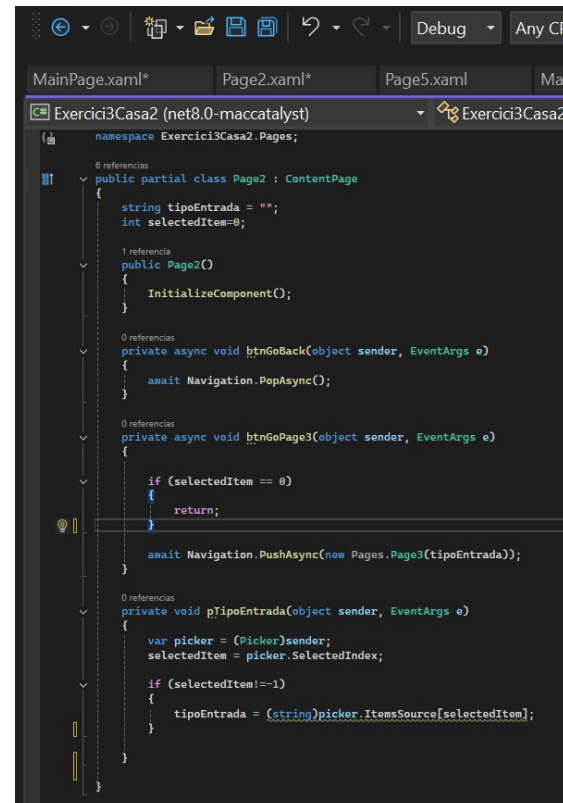 Debug
Any CP
MainPage.xaml*
Page2.xaml*
Page5.xaml
Ma
C# Exercici3Casa2 (net8.0-maccatalyst)
Exercici3Casa2
namespace Exercici3Casa2.Pages;
6 referencias
public partial class Page2 : ContentPage
{
string tipoEntrada = "";
int selectedItem=0;
1 referencia
public Page2()
{
InitializeComponent();
}
0 referencias
private async void btnGoBack(object sender, EventArgs e)
{
await Navigation.PopAsync();
}
0 referencias
private async void btnGoPage3(object sender, EventArgs e)
{
if (selectedItem == 0)
{
return;
}
await Navigation.PushAsync(new Pages.Page3(tipoEntrada));
}
0 referencias
private void pTipoEntrada(object sender, EventArgs e)
{
var picker = (Picker)sender;
selectedItem = picker.SelectedIndex;
if (selectedItem!=-1)
{
tipoEntrada = (string)picker.ItemsSource[selectedItem];
}
}
}